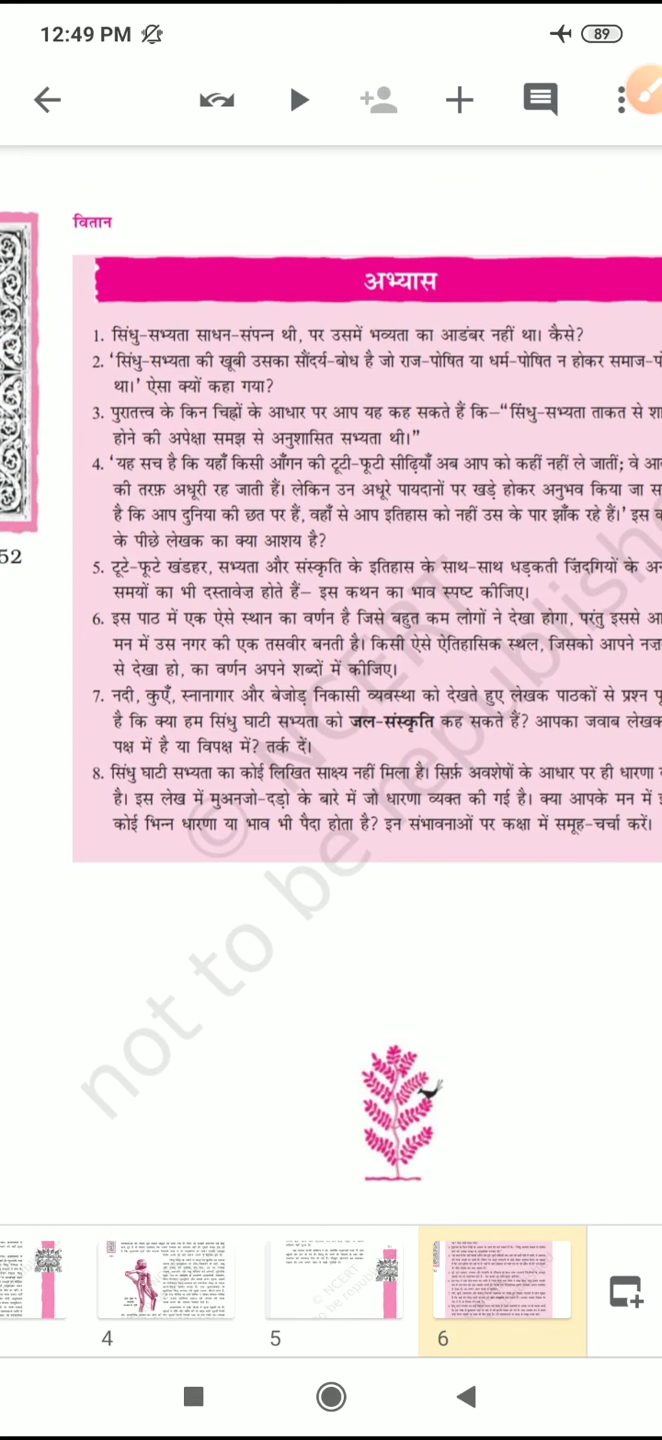 12:49 PM
89
वितान
अभ्यास
1. सिंधु-सभ्यता साधन-संपन्न थी, पर उसमें भव्यता का आडंबर नहीं था। कैसे?
2. ‘सिंधु-सभ्यता की खूबी उसका सौंदर्य-बोध है जो राज-पोषित या धर्म-पोषित न होकर समाज-प
था।’ ऐसा क्यों कहा गया?
3. पुरातत्त्व के किन चिह्नों के आधार पर आप यह कह सकते हैं कि–“सिंधु-सभ्यता ताकत से शा
होने की अपेक्षा समझ से अनुशासित सभ्यता थी।”
4. ‘यह सच है कि यहाँ किसी आँगन की टूटी-फूटी सीढ़ियाँ अब आप को कहीं नहीं ले जातीं; वे आ
की तरफ़ अधूरी रह जाती हैं। लेकिन उन अधूरे पायदानों पर खड़े होकर अनुभव किया जा स
है कि आप दुनिया की छत पर हैं, वहाँ से आप इतिहास को नहीं उस के पार झाँक रहे हैं।’ इस
के पीछे लेखक का क्या आशय है?
52
5. टूटे-फूटे खंडहर, सभ्यता और संस्कृति के इतिहास के साथ-साथ धड़कती ज़िंदगियों के अ
समयों का भी दस्तावेज़ होते हैं– इस कथन का भाव स्पष्ट कीजिए।
6. इस पाठ में एक ऐसे स्थान का वर्णन है जिसे बहुत कम लोगों ने देखा होगा, परंतु इससे आ
मन में उस नगर की एक तसवीर बनती है। किसी ऐसे ऐतिहासिक स्थल, जिसको आपने नज़
से देखा हो, का वर्णन अपने शब्दों में कीजिए।
7. नदी, कुएँ, स्नानागार और बेजोड़ निकासी व्यवस्था को देखते हुए लेखक पाठकों से प्रश्न पू
है कि क्या हम सिंधु घाटी सभ्यता को जल-संस्कृति कह सकते हैं? आपका जवाब लेखक
पक्ष में है या विपक्ष में? तर्क दें।
8. सिंधु घाटी सभ्यता का कोई लिखित साक्ष्य नहीं मिला है। सिर्फ़ अवशेषों के आधार पर ही धारणा
है। इस लेख में मुअनजो-दड़ो के बारे में जो धारणा व्यक्त की गई है। क्या आपके मन में इ
कोई भिन्न धारणा या भाव भी पैदा होता है? इन संभावनाओं पर कक्षा में समूह-चर्चा करें।
© NCERT
not to be republish
4
5
6